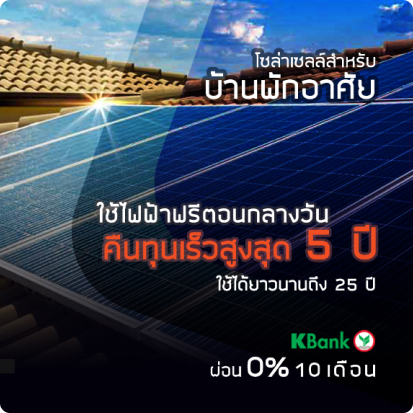 โซล่าเซลล์สำหรับ
บ้านพักอาศัย
ใช้ไฟฟ้าฟรีตอนกลางวัน
คืนทุนเร็วสูงสุด 5 ปี
ใช้ได้ยาวนานถึง 25 ปี
KBank
ผ่อน 0% 10 เดือน